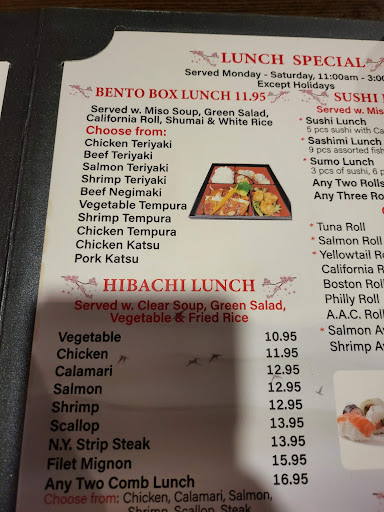 LUNCH SPECIAL
Served Monday - Saturday, 11:00am - 3:00
Except Holidays
BENTO BOX LUNCH 11.95
Served w. Miso Soup, Green Salad,
California Roll, Shumai & White Rice
Choose from:
Chicken Teriyaki
Beef Teriyaki
Salmon Teriyaki
Shrimp Teriyaki
Beef Negimaki
Vegetable Tempura
Shrimp Tempura
Chicken Tempura
Chicken Katsu
Pork Katsu
HIBACHI LUNCH
Served w. Clear Soup, Green Salad,
Vegetable & Fried Rice
Vegetable 10.95
Chicken 11.95
Calamari 12.95
Salmon 12.95
Shrimp 12.95
Scallop 13.95
N.Y. Strip Steak 13.95
Filet Mignon 15.95
Any Two Comb Lunch 16.95
Choose from: Chicken, Calamari, Salmon,
Shrimp, Scallop, Steak
SUSHI
Served w. Mis
* Sushi Lunch
5 pcs sushi with Ca
* Sashimi Lunch
9 pcs assorted fish
* Sumo Lunch
3 pcs of sushi, 6 p
Any Two Rolls
Any Three Ro
* Tuna Roll
* Salmon Roll
* Yellowtail Ro
California R
Boston Roll
Philly Roll
A.A.C. Roll
* Salmon Av
Shrimp Av